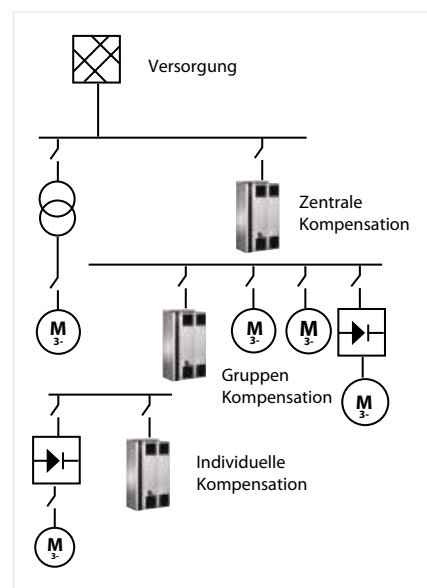 Versorgung
Zentrale
Kompensation
M
3-
M
3-
M
3-
Gruppen
Kompensation
M
3-
Individuelle
Kompensation
M
3-